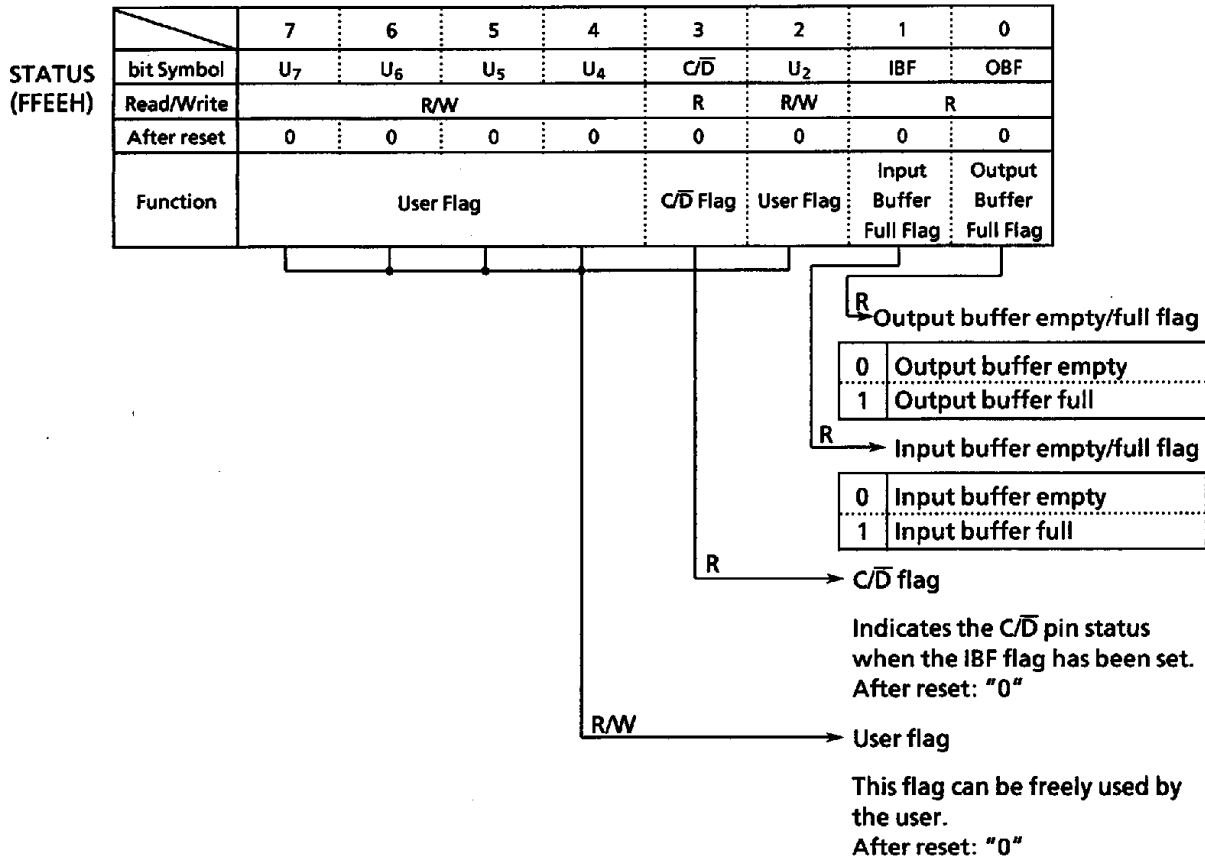 7 6 5 4 3 2 1 0
STATUS (FFEEH)
bit Symbol U₇ U₆ U₅ U₄ C/D̅ U₂ IBF OBF
Read/Write R/W R R/W R
After reset 0 0 0 0 0 0 0 0
Function User Flag C/D̅ Flag User Flag Input Buffer Full Flag Output Buffer Full Flag
R
Output buffer empty/full flag
0 Output buffer empty
1 Output buffer full
R
Input buffer empty/full flag
0 Input buffer empty
1 Input buffer full
R
C/D̅ flag
Indicates the C/D̅ pin status
when the IBF flag has been set.
After reset: "0"
R/W
User flag
This flag can be freely used by
the user.
After reset: "0"